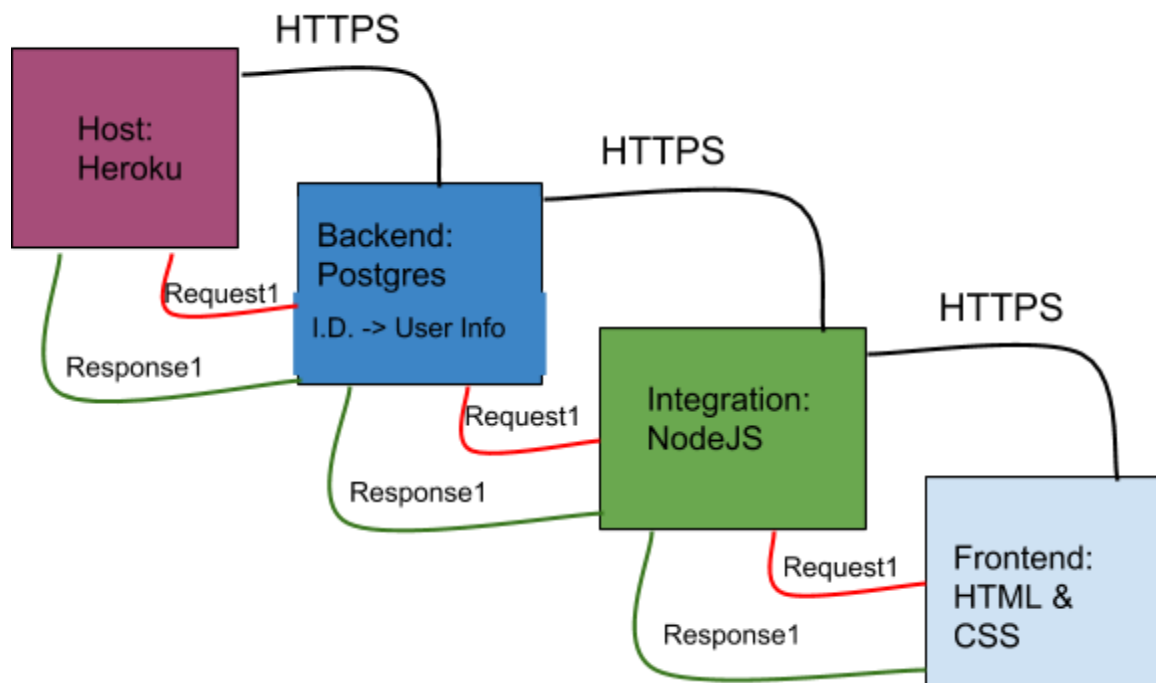 HTTPS
Host:
Heroku
HTTPS
Backend:
Postgres
Request1
I.D. -> User Info
HTTPS
Response1
Integration:
NodeJS
Request1
Response1
Frontend:
HTML &
CSS
Request1
Response1